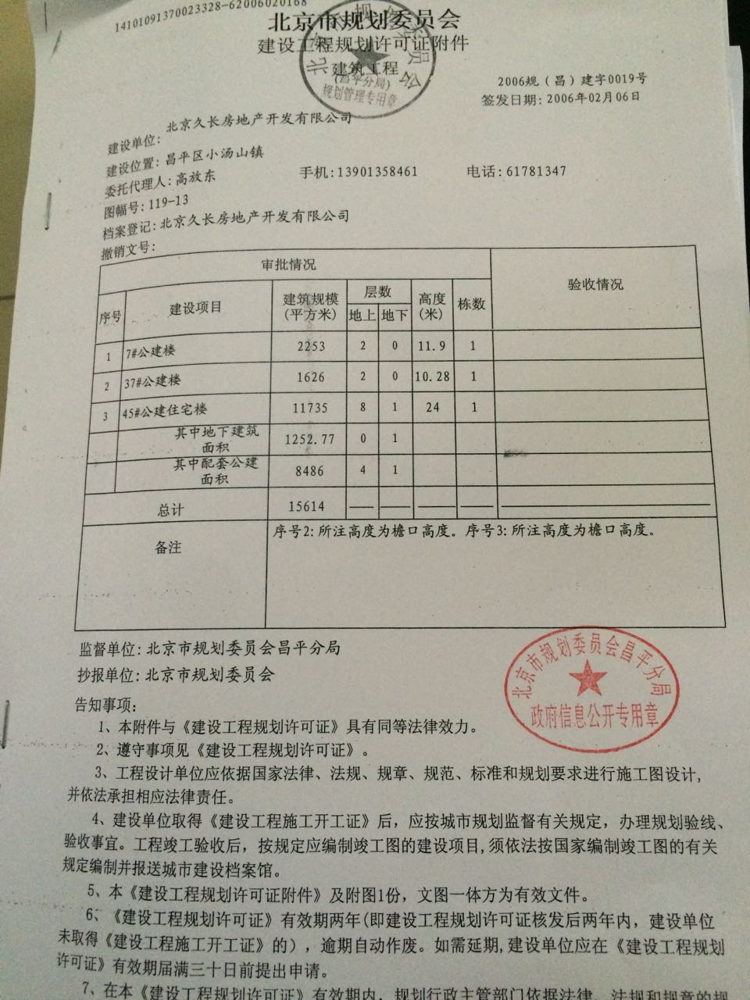 14101091370023328-62006020168
北京市规划委员会
建设工程规划许可证附件
建筑工程
(昌平分局)
规划管理专用章
2006规（昌）建字0019号
签发日期:2006年02月06日
建设单位: 北京久长房地产开发有限公司
建设位置: 昌平区小汤山镇
委托代理人: 高放东 手机:13901358461 电话:61781347
图幅号: 119-13
档案登记: 北京久长房地产开发有限公司
撤销文号:
审批情况 验收情况
序号 建设项目 建筑规模(平方米) 层数 地上 地下 高度(米) 栋数
1 7#公建楼 2253 2 0 11.9 1
2 37#公建楼 1626 2 0 10.28 1
3 45#公建住宅楼 11735 8 1 24 1
其中地下建筑面积 1252.77 0 1
其中配套公建面积 8486 4 1
总计 15614
备注 序号2:所注高度为檐口高度。序号3:所注高度为檐口高度。
监督单位: 北京市规划委员会昌平分局
抄报单位: 北京市规划委员会
北京市规划委员会昌平分局
政府信息公开专用章
告知事项:
1、本附件与《建设工程规划许可证》具有同等法律效力。
2、遵守事项见《建设工程规划许可证》。
3、工程设计单位应依据国家法律、法规、规章、规范、标准和规划要求进行施工图设计,
并依法承担相应法律责任。
4、建设单位取得《建设工程施工开工证》后，应按城市规划监督有关规定，办理规划验线、
验收事宜。工程竣工验收后，按规定应编制竣工图的建设项目,须依法按国家编制竣工图的有关
规定编制并报送城市建设档案馆。
5、本《建设工程规划许可证附件》及附图1份，文图一体方为有效文件。
6、《建设工程规划许可证》有效期两年(即建设工程规划许可证核发后两年内，建设单位
未取得《建设工程施工开工证》的），逾期自动作废。如需延期,建设单位应在《建设工程规划
许可证》有效期届满三十日前提出申请。
7、在本《建设工程规划许可证》有效期内，规划行政主管部门依据法律、法规和规章的规